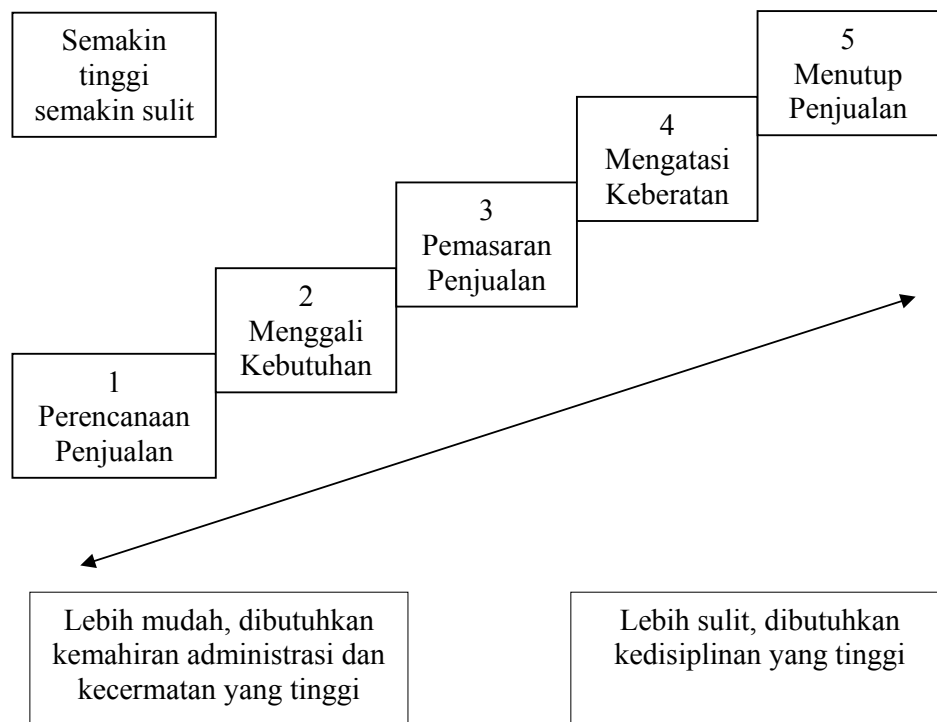 Semakin
tinggi
semakin sulit
5
Menutup
Penjualan
4
Mengatasi
Keberatan
3
Pemasaran
Penjualan
2
Menggali
Kebutuhan
1
Perencanaan
Penjualan
Lebih mudah, dibutuhkan
kemahiran administrasi dan
kecermatan yang tinggi
Lebih sulit, dibutuhkan
kedisiplinan yang tinggi